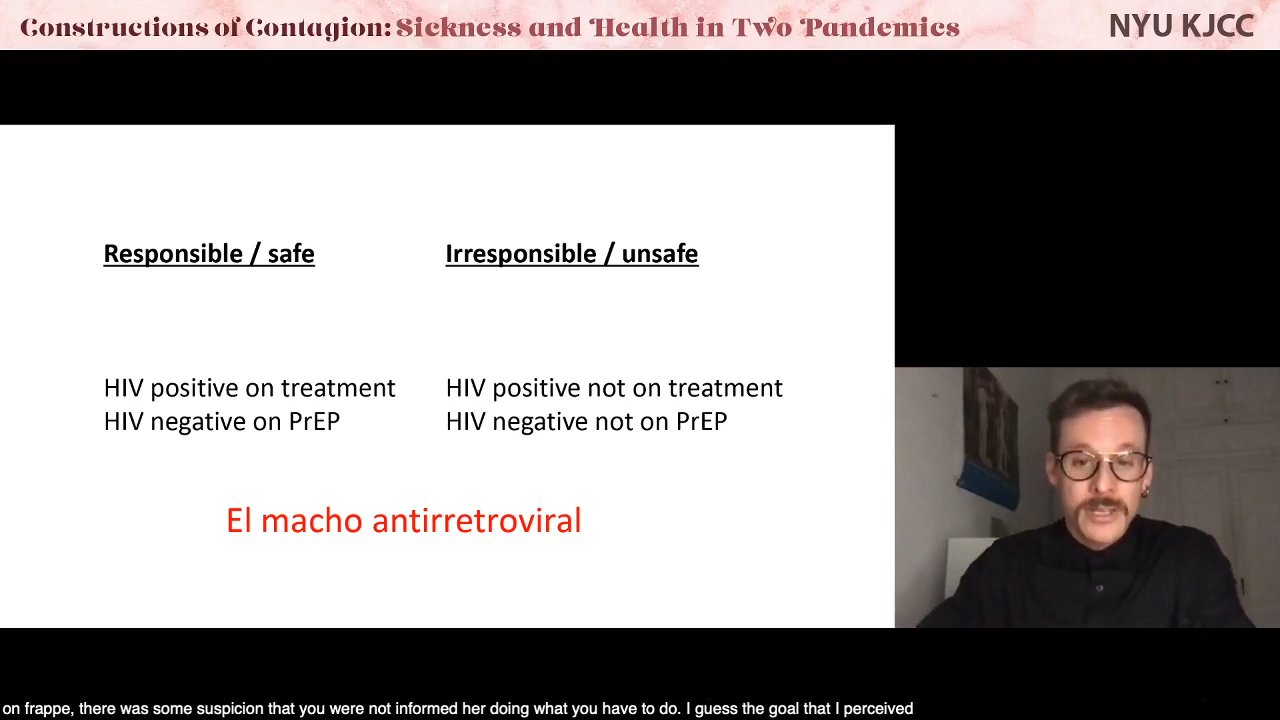 Constructions of Contagion: Sickness and Health in Two Pandemics
NYU KJCC
Responsible / safe
Irresponsible / unsafe
HIV positive on treatment
HIV negative on PrEP
HIV positive not on treatment
HIV negative not on PrEP
El macho antirretroviral
on frappe, there was some suspicion that you were not informed her doing what you have to do. I guess the goal that I perceived